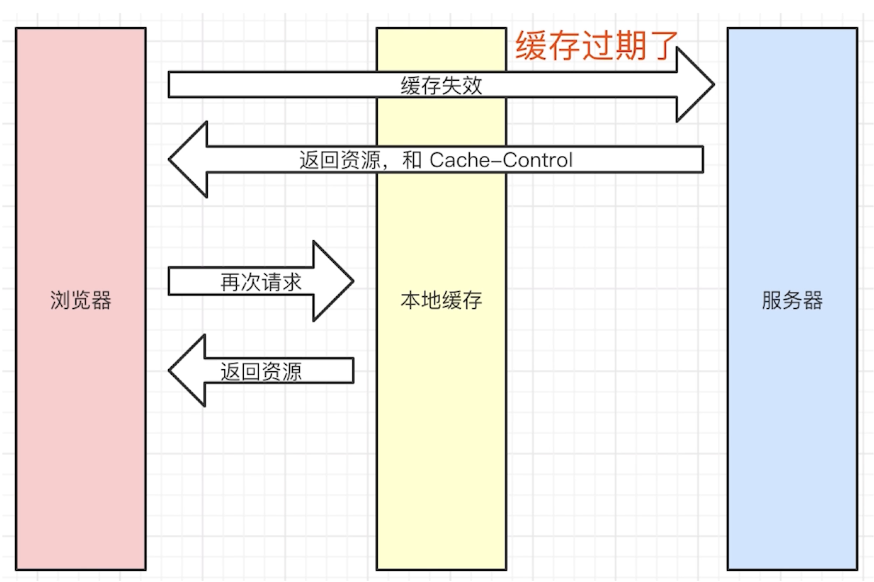 缓存过期了
缓存失效
返回资源，和 Cache-Control
再次请求
浏览器
本地缓存
服务器
返回资源